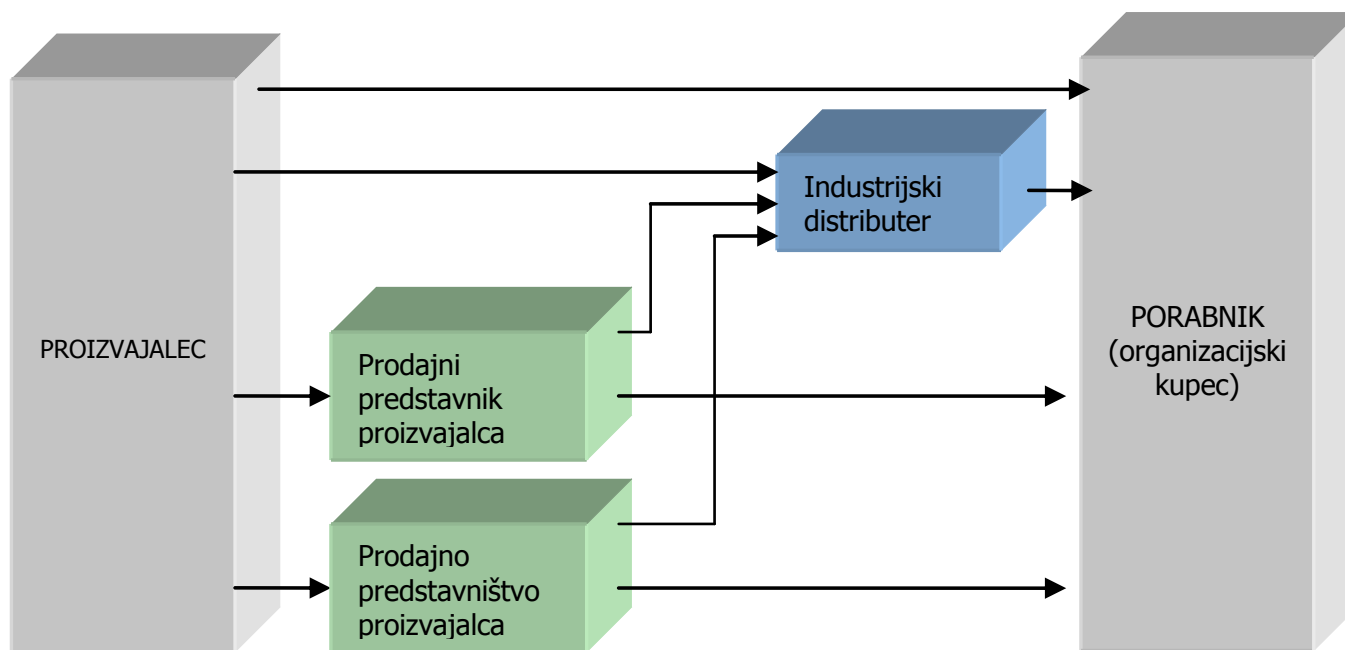 PROIZVAJALEC
Prodajni
predstavnik
proizvajalca
Prodajno
predstavništvo
proizvajalca
Industrijski
distributer
PORABNIK
(organizacijski
kupec)